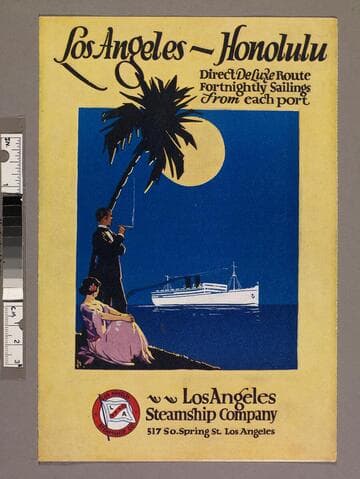 Los Angeles – Honolulu
Direct DeLuxe Route
Fortnightly Sailings
from each port
Los Angeles
Steamship Company
517 So. Spring St. Los Angeles